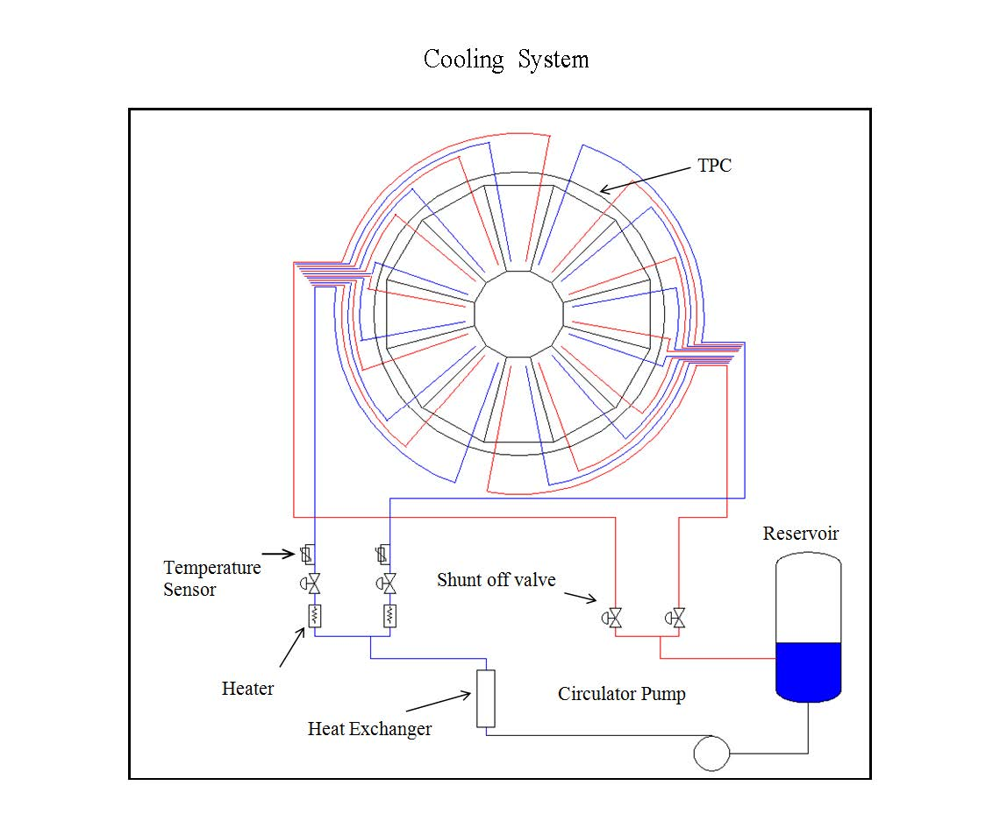 Cooling System
TPC
Reservoir
Temperature
Sensor
Shunt off valve
Heater
Circulator Pump
Heat Exchanger